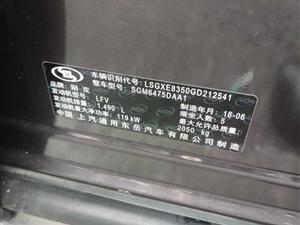 车辆识别代号: LSGXE8350GD212541
品牌: 别克 整车型号: SGM6475DAA1
发动机型号: LFV 制造年月: 16-06
发动机排量: 1.490 L 乘坐人数: 5
发动机最大净功率: 119 kW 最大允许总质量: 2050 kg
中国 上汽通用东岳汽车有限公司制造